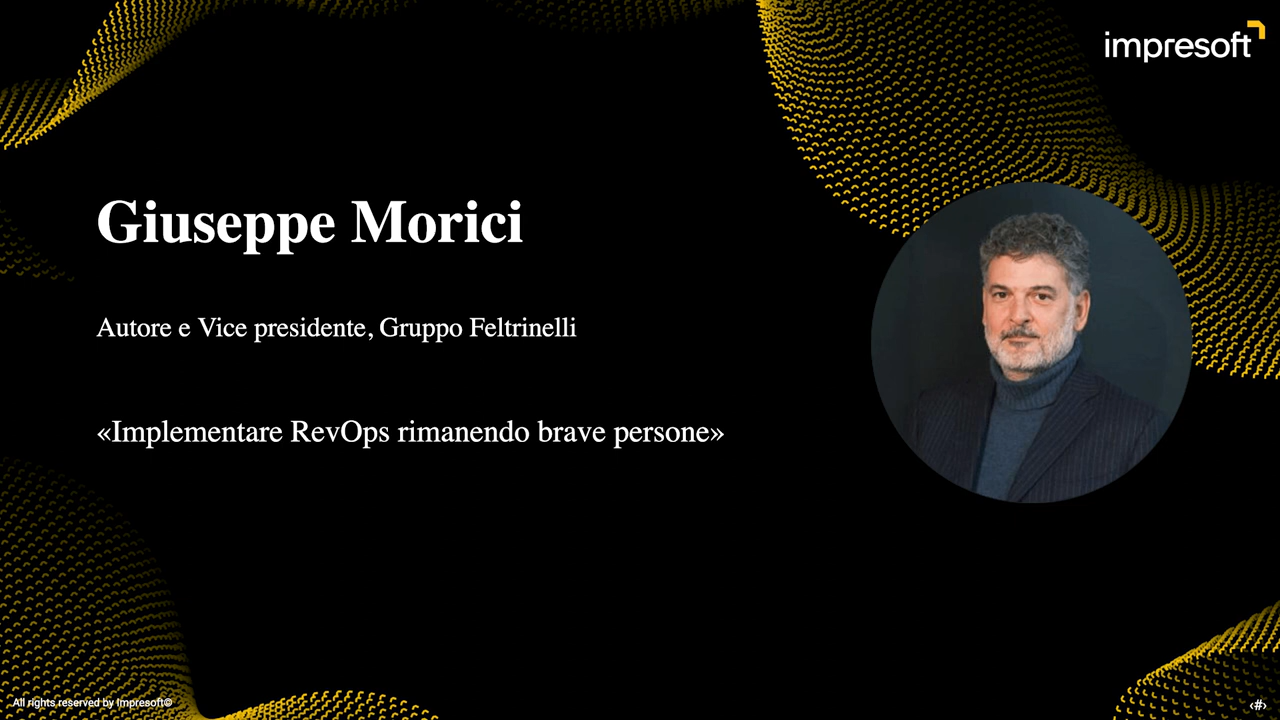 impresoft
Giuseppe Morici
Autore e Vice presidente, Gruppo Feltrinelli
«Implementare RevOps rimanendo brave persone»
All rights reserved by Impresoft©
‹#›